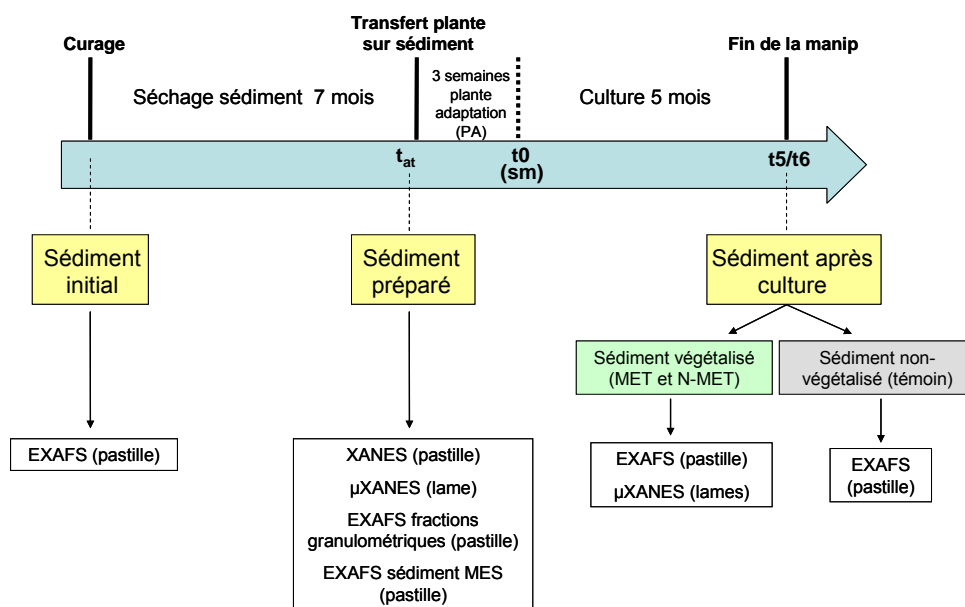 Curage
Transfert plante
sur sédiment
Fin de la manip
Séchage sédiment 7 mois
3 semaines
plante
adaptation
(PA)
Culture 5 mois
tat
t0
(sm)
t5/t6
Sédiment
initial
Sédiment
préparé
Sédiment après
culture
Sédiment végétalisé
(MET et N-MET)
Sédiment non-
végétalisé (témoin)
EXAFS (pastille)
XANES (pastille)
µXANES (lame)
EXAFS fractions
granulométriques (pastille)
EXAFS sédiment MES
(pastille)
EXAFS (pastille)
µXANES (lames)
EXAFS
(pastille)